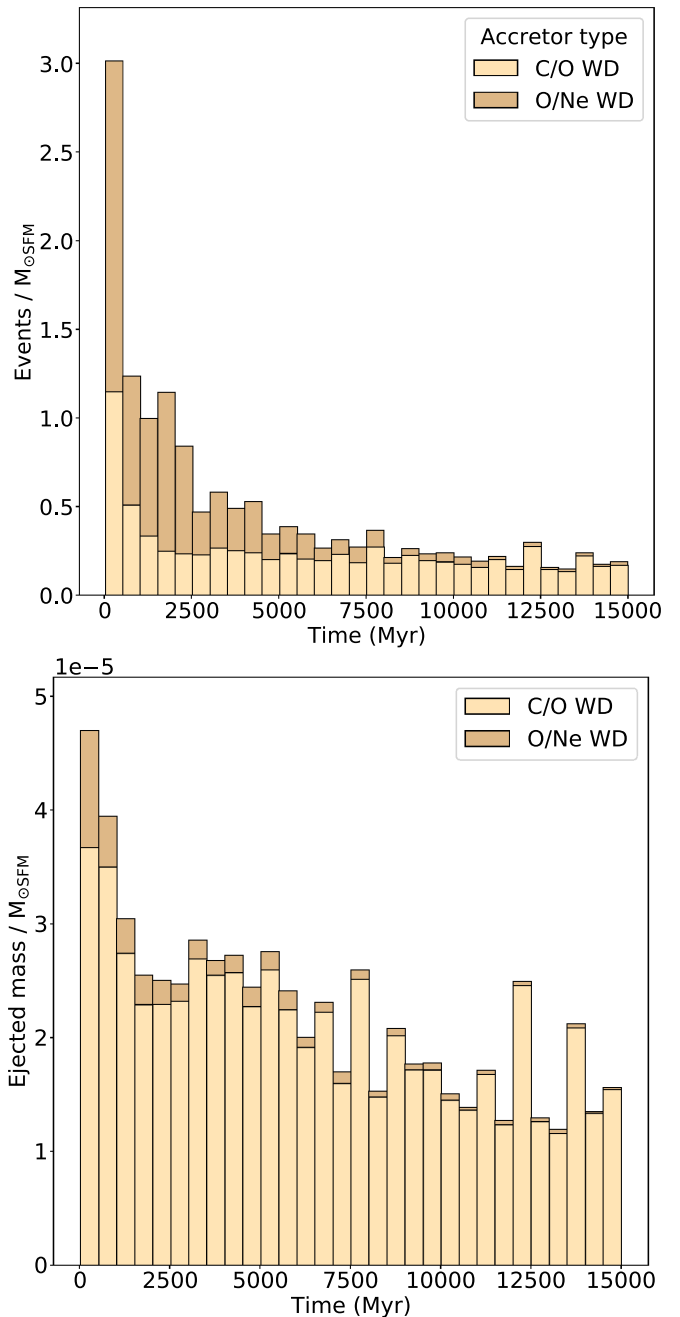 Accretor type
C/O WD
O/Ne WD
3.0
2.5
2.0
1.5
1.0
0.5
0.0
Events / M⊙SFM
0 2500 5000 7500 10000 12500 15000
Time (Myr)
1e−5
C/O WD
O/Ne WD
5
4
3
2
1
0
Ejected mass / M⊙SFM
0 2500 5000 7500 10000 12500 15000
Time (Myr)